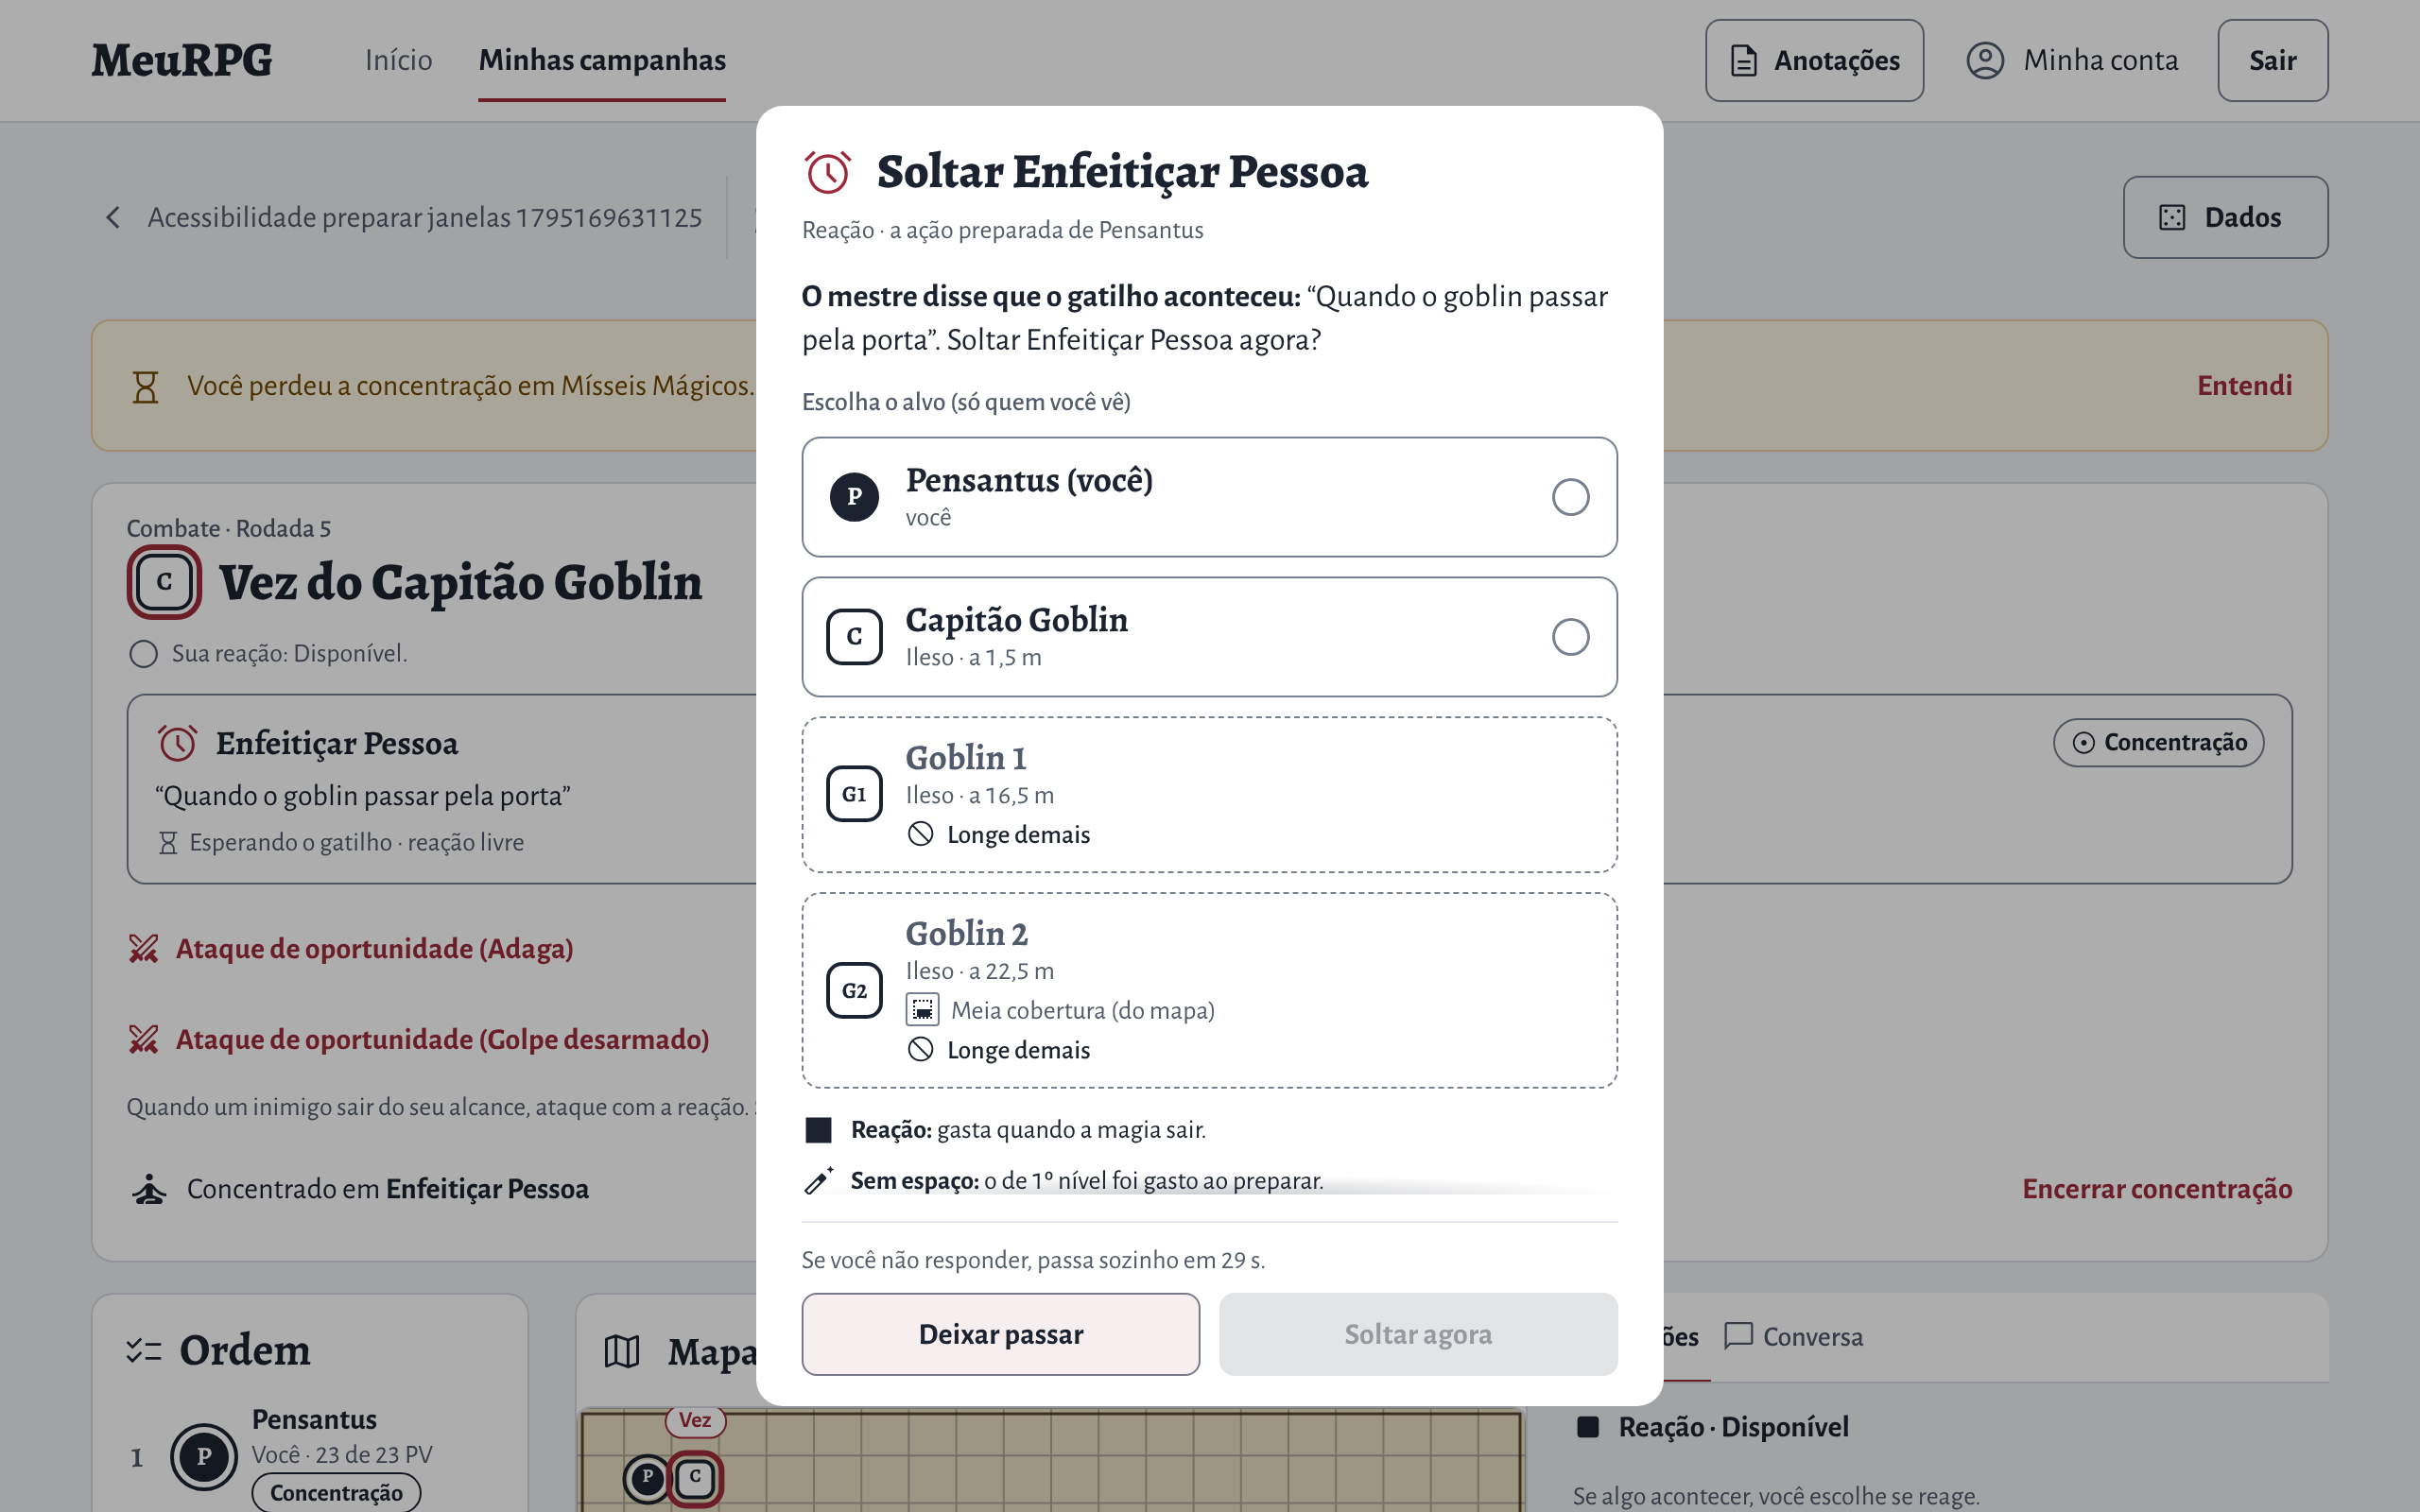 MeuRPG
Início
Minhas campanhas
Anotações
Minha conta
Sair
Acessibilidade preparar janelas 1795169631125
Dados
Você perdeu a concentração em Mísseis Mágicos.
Entendi
Combate · Rodada 5
C
Vez do Capitão Goblin
Sua reação: Disponível.
Enfeitiçar Pessoa
Concentração
“Quando o goblin passar pela porta”
Esperando o gatilho · reação livre
Ataque de oportunidade (Adaga)
Ataque de oportunidade (Golpe desarmado)
Quando um inimigo sair do seu alcance, ataque com a reação.
Concentrado em Enfeitiçar Pessoa
Encerrar concentração
Soltar Enfeitiçar Pessoa
Reação · a ação preparada de Pensantus
O mestre disse que o gatilho aconteceu: “Quando o goblin passar
pela porta”. Soltar Enfeitiçar Pessoa agora?
Escolha o alvo (só quem você vê)
P
Pensantus (você)
você
C
Capitão Goblin
Ileso · a 1,5 m
G1
Goblin 1
Ileso · a 16,5 m
Longe demais
G2
Goblin 2
Ileso · a 22,5 m
Meia cobertura (do mapa)
Longe demais
Reação: gasta quando a magia sair.
Sem espaço: o de 1º nível foi gasto ao preparar.
Se você não responder, passa sozinho em 29 s.
Deixar passar
Soltar agora
Ordem
1
P
Pensantus
Você · 23 de 23 PV
Concentração
Mapa
Vez
P
C
Conversa
Reação · Disponível
Se algo acontecer, você escolhe se reage.